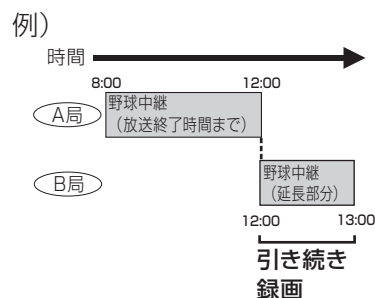 例）
時間
8:00 12:00
A局
野球中継
（放送終了時間まで）
B局
野球中継
（延長部分）
12:00 13:00
引き続き
録画